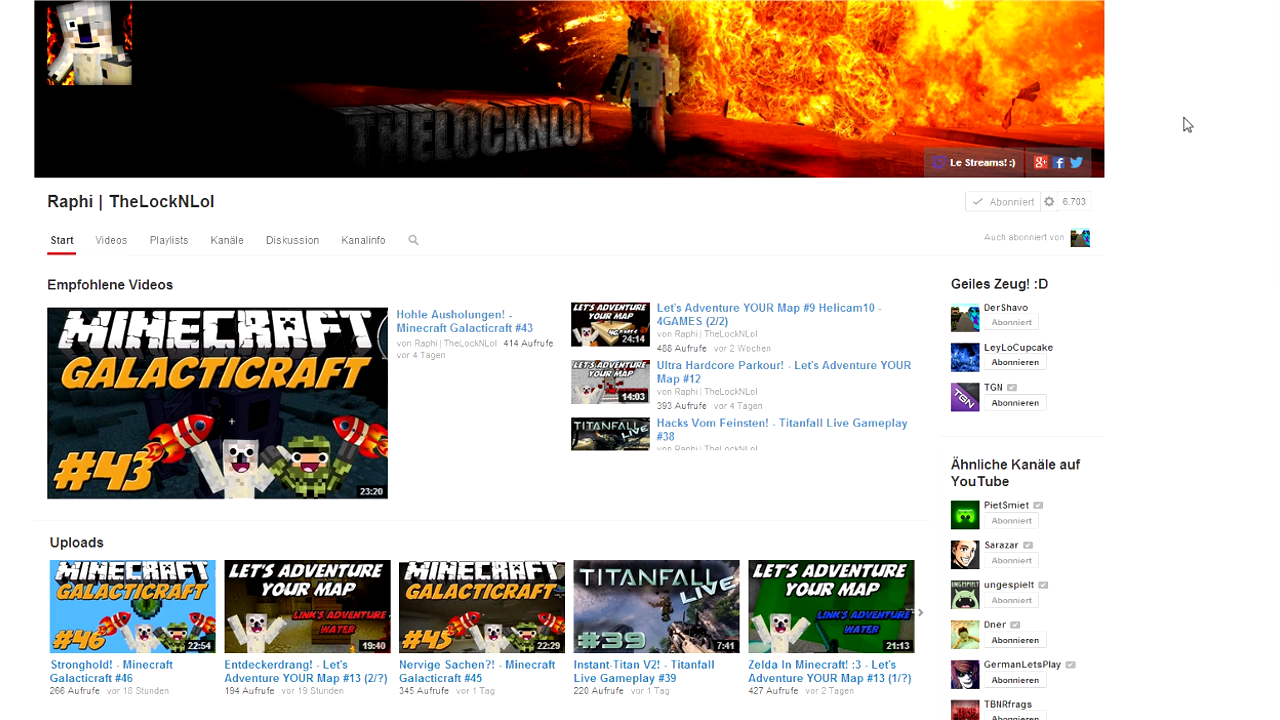 THELOCKNLOL
Le Streams! :)
Raphi | TheLockNLol
Abonniert
6.703
Start
Videos
Playlists
Kanäle
Diskussion
Kanalinfo
Auch abonniert von
Empfohlene Videos
MINECRAFT
GALACTICRAFT
#43
23:20
Hohle Ausholungen! -
Minecraft Galacticraft #43
von Raphi | TheLockNLol 414 Aufrufe
vor 4 Tagen
LET'S ADVENTURE
YOUR MAP
24:14
Let's Adventure YOUR Map #9 Helicam10 -
4GAMES (2/2)
von Raphi | TheLockNLol
488 Aufrufe vor 2 Wochen
LET'S ADVENTURE
YOUR MAP
14:03
Ultra Hardcore Parkour! - Let's Adventure YOUR
Map #12
von Raphi | TheLockNLol
393 Aufrufe vor 4 Tagen
TITANFALL LIVE
Hacks Vom Feinsten! - Titanfall Live Gameplay
#38
von Raphi | TheLockNLol
Geiles Zeug! :D
DerShavo
Abonniert
LeyLoCupcake
Abonnieren
TGN
TGN
Abonnieren
Ähnliche Kanäle auf
YouTube
PietSmiet
Abonniert
Sarazar
Abonniert
UNGESPIELT
ungespielt
Abonniert
Dner
Abonnieren
GermanLetsPlay
Abonnieren
TBNRfrags
Abonnieren
Uploads
MINECRAFT
GALACTICRAFT
#46
22:54
Stronghold! - Minecraft
Galacticraft #46
266 Aufrufe vor 18 Stunden
LET'S ADVENTURE
YOUR MAP
LINK'S ADVENTURE
WATER
19:40
Entdeckerdrang! - Let's
Adventure YOUR Map #13 (2/?)
194 Aufrufe vor 19 Stunden
MINECRAFT
GALACTICRAFT
#45
22:29
Nervige Sachen?! - Minecraft
Galacticraft #45
345 Aufrufe vor 1 Tag
TITANFALL
LIVE
#39
7:41
Instant-Titan V2! - Titanfall
Live Gameplay #39
220 Aufrufe vor 1 Tag
LET'S ADVENTURE
YOUR MAP
LINK'S ADVENTURE
WATER
21:13
Zelda In Minecraft! :3 - Let's
Adventure YOUR Map #13 (1/?)
427 Aufrufe vor 2 Tagen